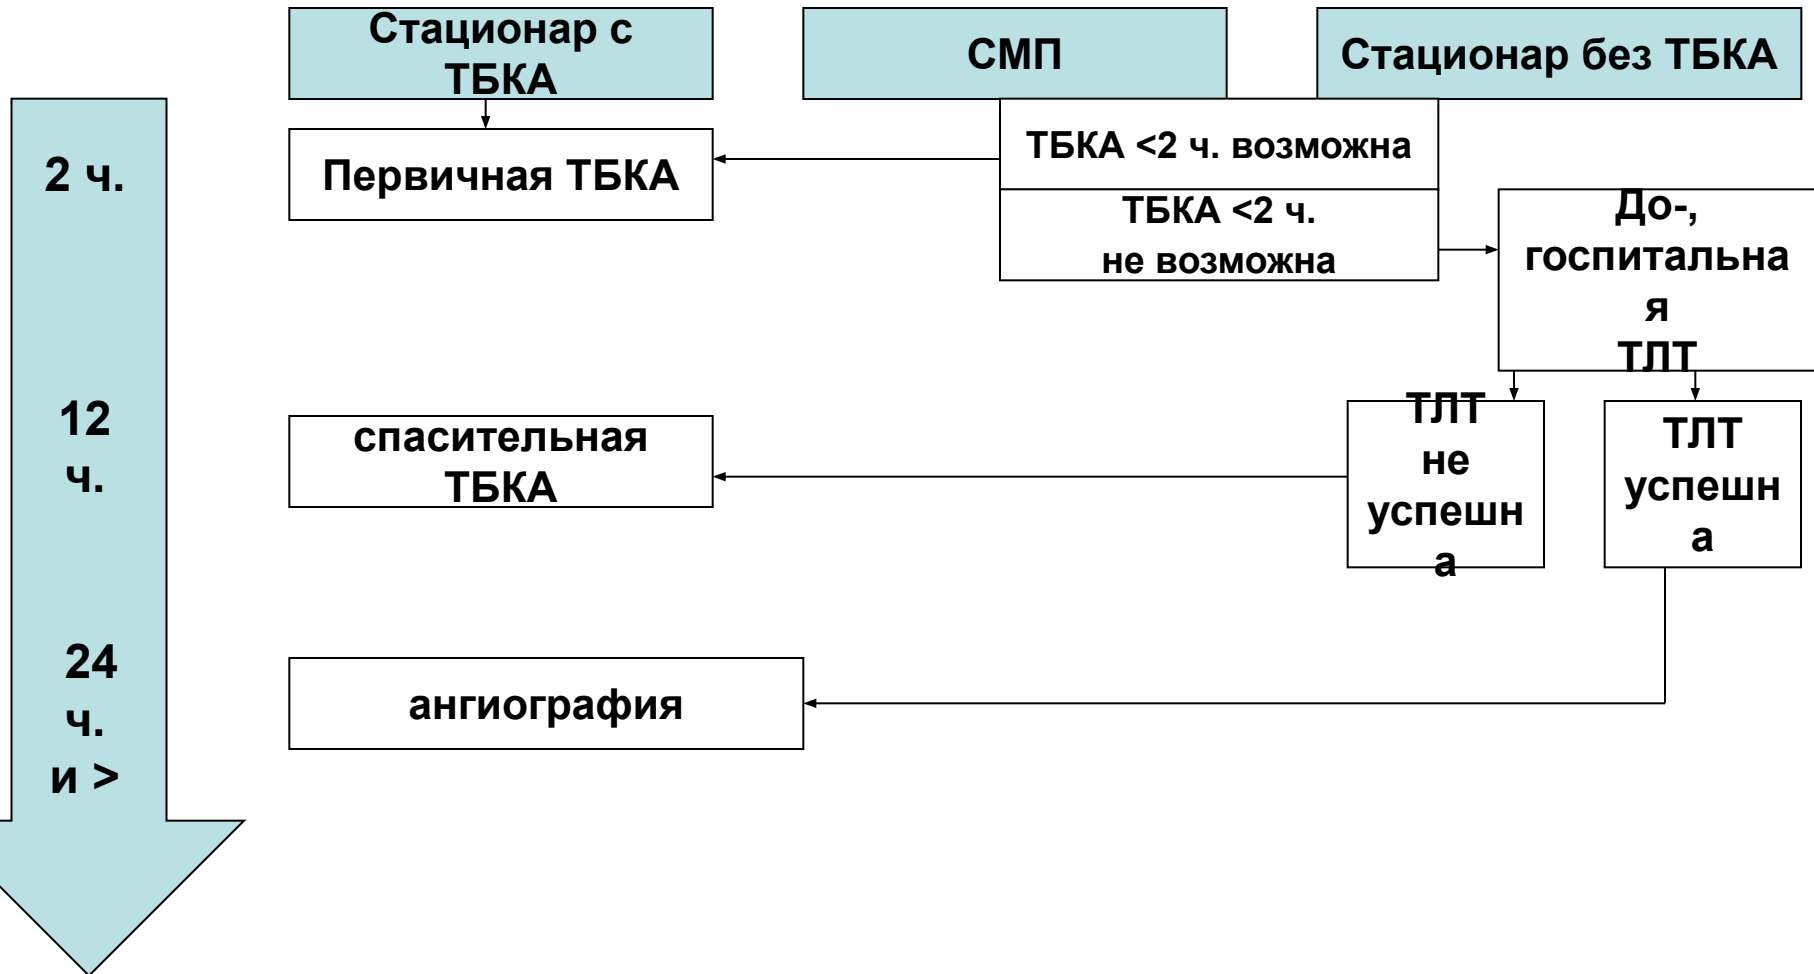 Стационар с
ТБКА
СМП
Стационар без ТБКА
2 ч.
Первичная ТБКА
ТБКА <2 ч. возможна
ТБКА <2 ч.
не возможна
До-,
госпитальна
я
ТЛТ
12
ч.
спасительная
ТБКА
ТЛТ
не
успешн
а
ТЛТ
успешн
а
24
ч.
и >
ангиография